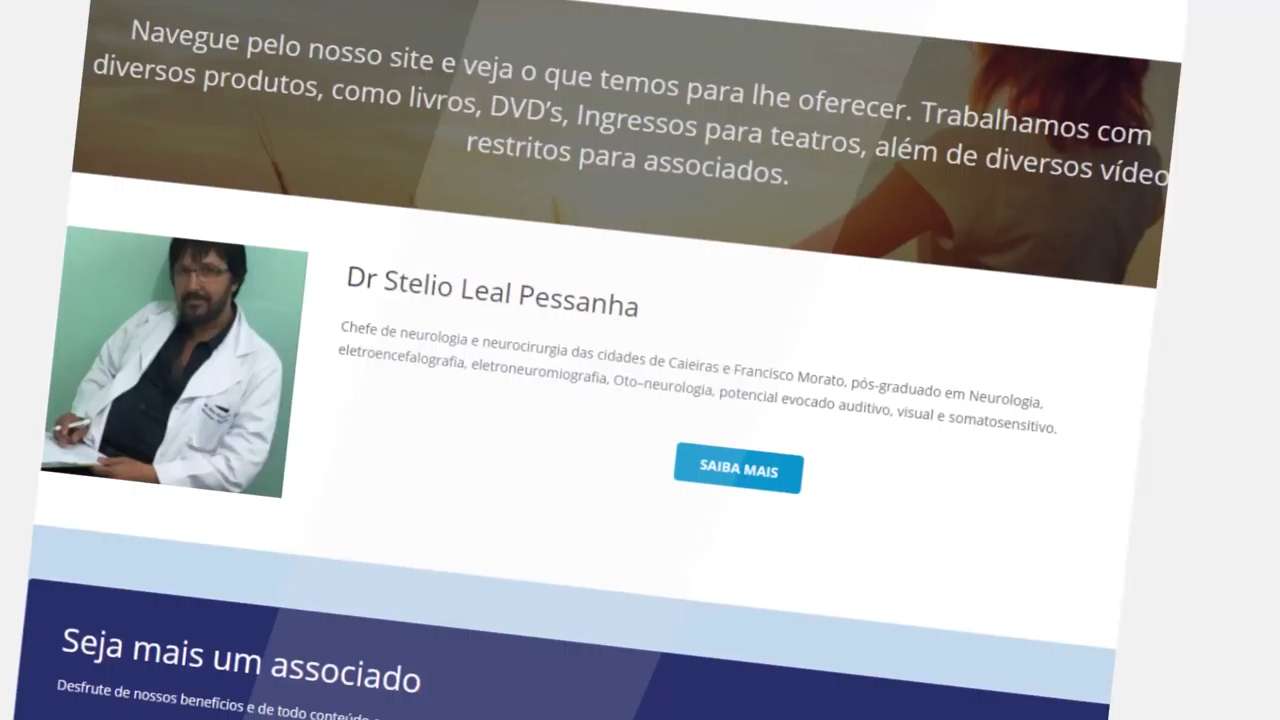 Navegue pelo nosso site e veja o que temos para lhe oferecer. Trabalhamos com
diversos produtos, como livros, DVD’s, Ingressos para teatros, além de diversos vídeo
restritos para associados.
Dr Stelio Leal Pessanha
Chefe de neurologia e neurocirurgia das cidades de Caieiras e Francisco Morato, pós-graduado em Neurologia,
eletroencefalografia, eletroneuromiografia, Oto–neurologia, potencial evocado auditivo, visual e somatosensitivo.
SAIBA MAIS
Seja mais um associado
Desfrute de nossos benefícios e de todo conteúdo